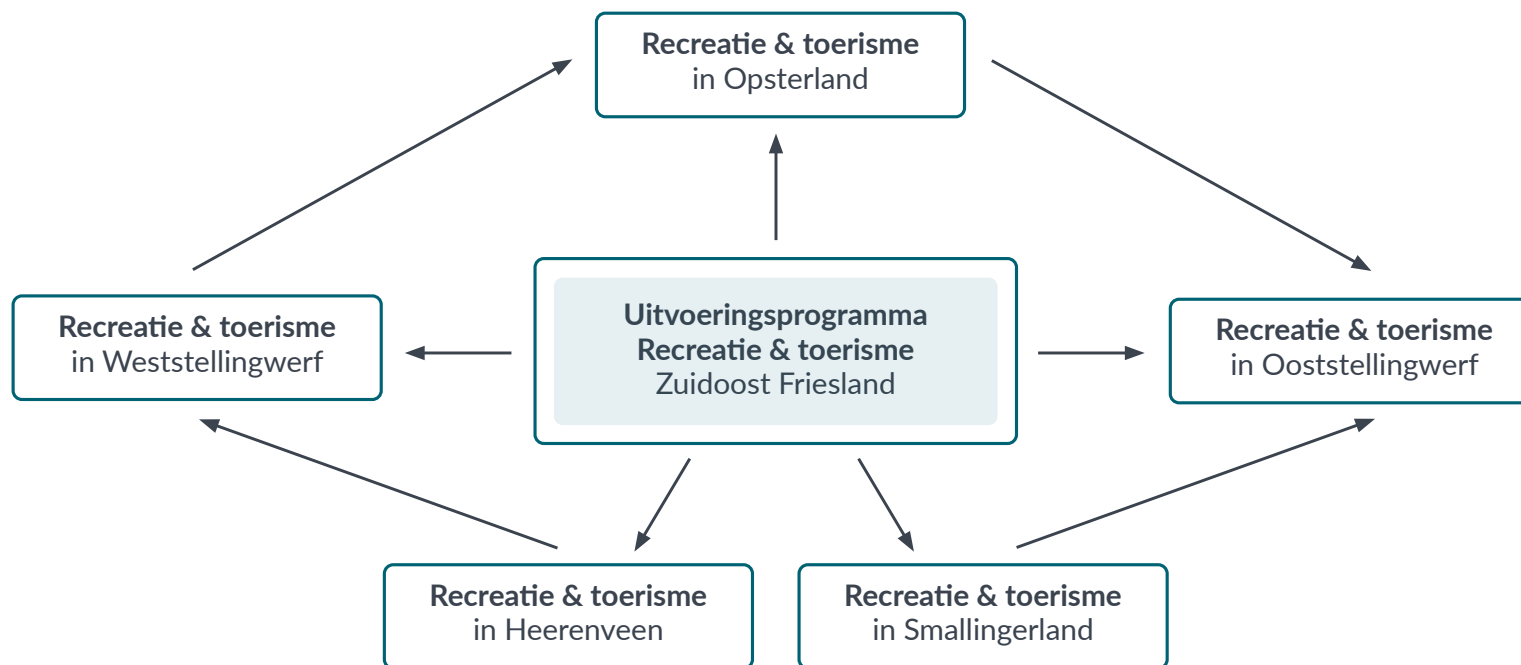 Recreatie & toerisme
in Opsterland
Recreatie & toerisme
in Weststellingwerf
Uitvoeringsprogramma
Recreatie & toerisme
Zuidoost Friesland
Recreatie & toerisme
in Ooststellingwerf
Recreatie & toerisme
in Heerenveen
Recreatie & toerisme
in Smallingerland